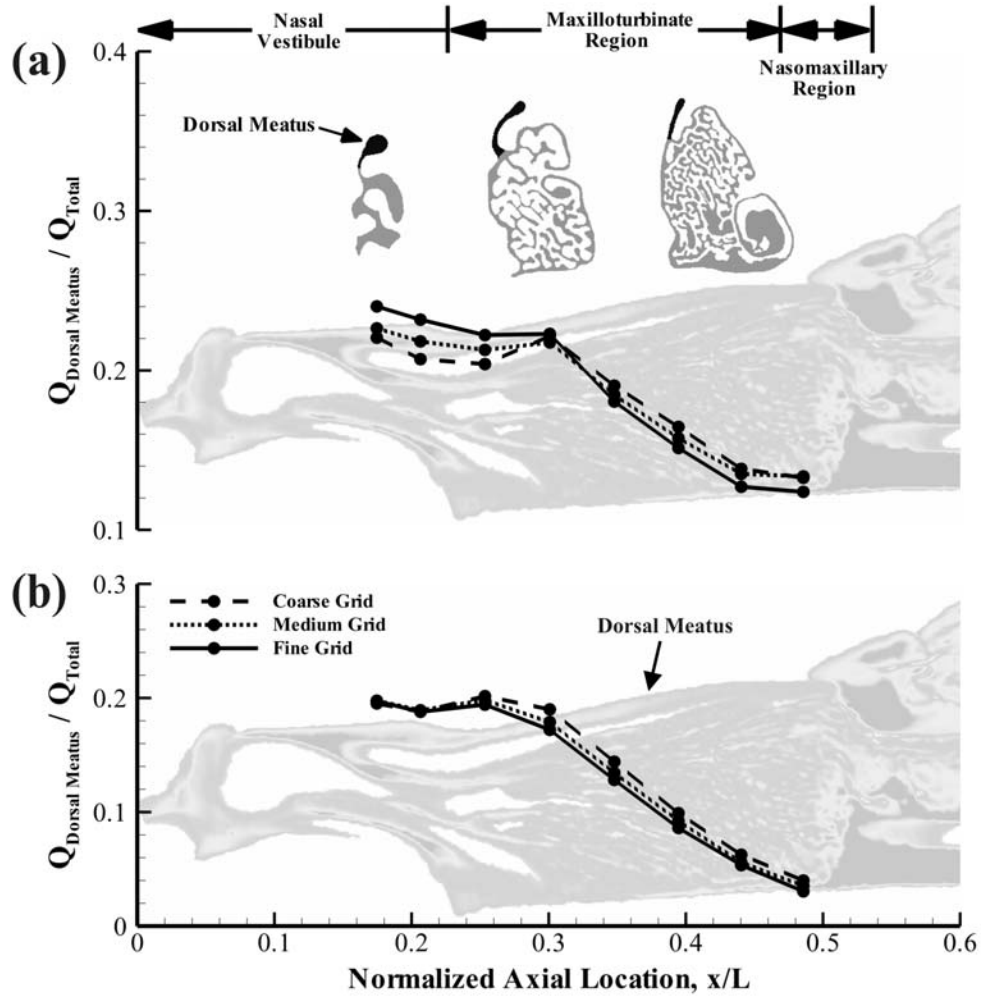 Nasal
Vestibule
Maxilloturbinate
Region
Nasomaxillary
Region
(a)
0.4
0.3
0.2
0.1
Q_Dorsal Meatus / Q_Total
Dorsal Meatus
(b)
0.3
0.2
0.1
0
Q_Dorsal Meatus / Q_Total
Coarse Grid
Medium Grid
Fine Grid
Dorsal Meatus
0 0.1 0.2 0.3 0.4 0.5 0.6
Normalized Axial Location, x/L